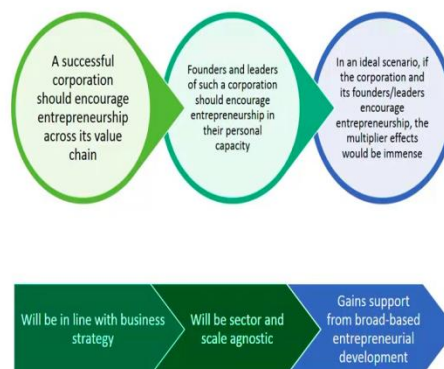 A successful
corporation
should encourage
entrepreneurship
across its value
chain
Founders and leaders
of such a corporation
should encourage
entrepreneurship in
their personal
capacity
In an ideal scenario, if
the corporation and
its founders/leaders
encourage
entrepreneurship, the
multiplier effects
would be immense
Will be in line with business
strategy
Will be sector and
scale agnostic
Gains support
from broad-based
entrepreneurial
development